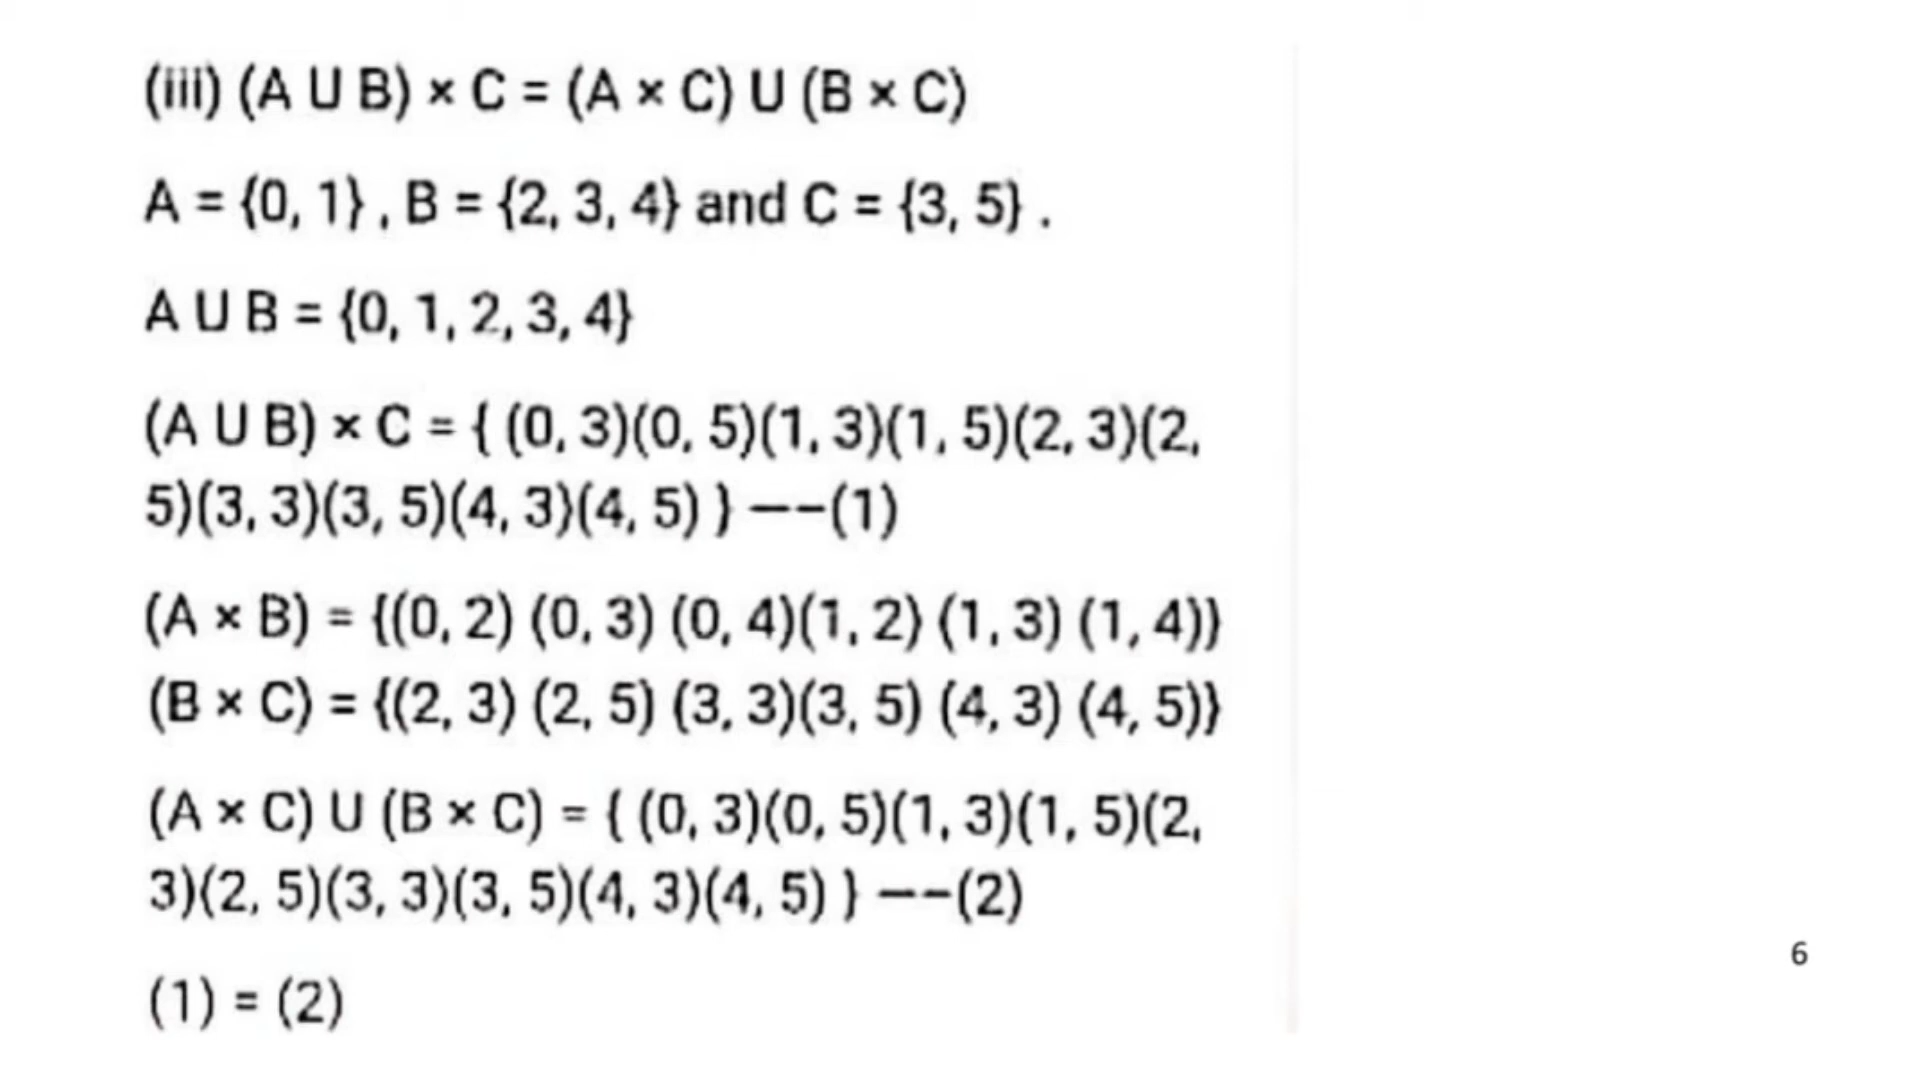 (iii) (A U B) × C = (A × C) U (B × C)
A = {0, 1} , B = {2, 3, 4} and C = {3, 5} .
A U B = {0, 1, 2, 3, 4}
(A U B) × C = { (0, 3)(0, 5)(1, 3)(1, 5)(2, 3)(2,
5)(3, 3)(3, 5)(4, 3)(4, 5) } −−(1)
(A × B) = {(0, 2) (0, 3) (0, 4)(1, 2) (1, 3) (1, 4)}
(B × C) = {(2, 3) (2, 5) (3, 3)(3, 5) (4, 3) (4, 5)}
(A × C) U (B × C) = { (0, 3)(0, 5)(1, 3)(1, 5)(2,
3)(2, 5)(3, 3)(3, 5)(4, 3)(4, 5) } −−(2)
6
(1) = (2)